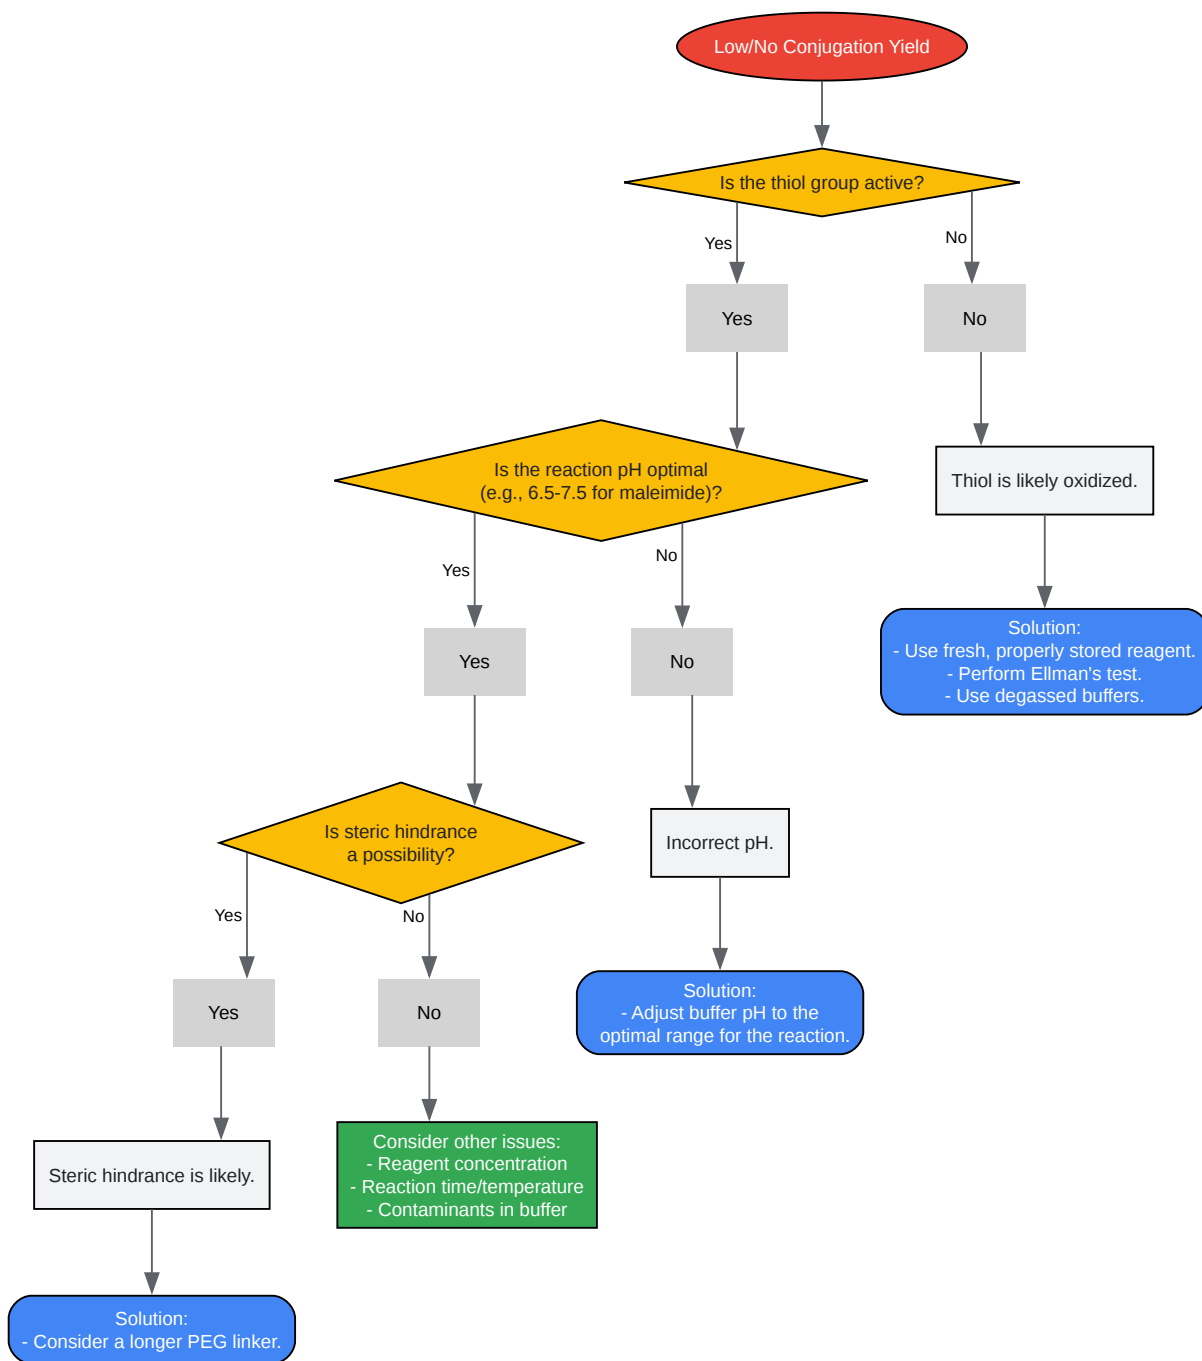 Low/No Conjugation Yield
Is the thiol group active?
Yes
No
Yes
No
Is the reaction pH optimal
(e.g., 6.5-7.5 for maleimide)?
Thiol is likely oxidized.
Yes
No
Solution:
- Use fresh, properly stored reagent.
- Perform Ellman's test.
- Use degassed buffers.
Yes
No
Is steric hindrance
a possibility?
Incorrect pH.
Yes
No
Solution:
- Adjust buffer pH to the
optimal range for the reaction.
Yes
No
Steric hindrance is likely.
Consider other issues:
- Reagent concentration
- Reaction time/temperature
- Contaminants in buffer
Solution:
- Consider a longer PEG linker.